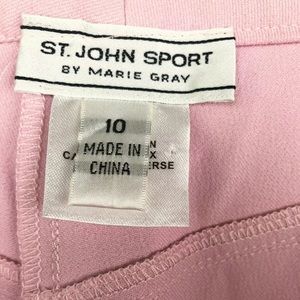 ST. JOHN SPORT
BY MARIE GRAY
10
MADE IN
CHINA